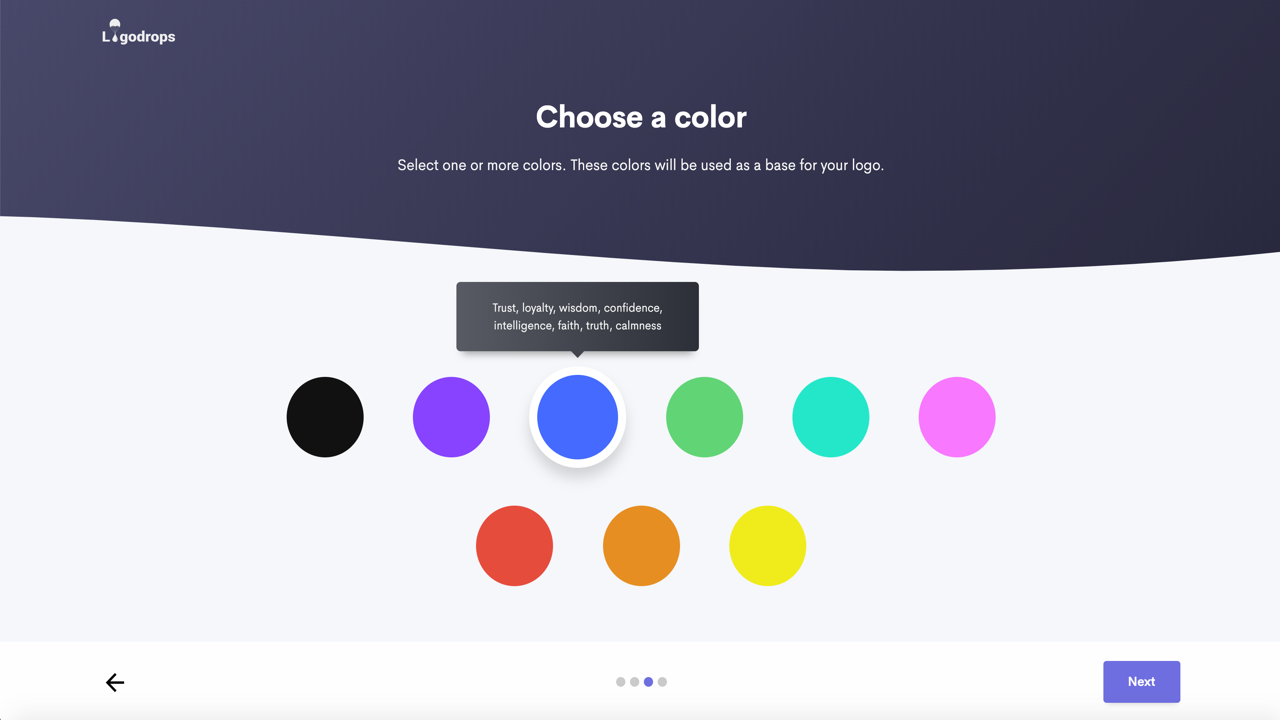 Logodrops
Choose a color
Select one or more colors. These colors will be used as a base for your logo.
Trust, loyalty, wisdom, confidence,
intelligence, faith, truth, calmness
Next